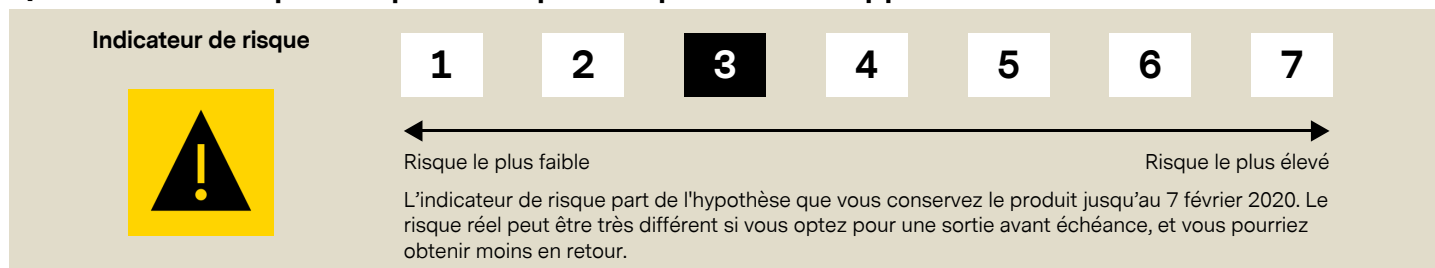 Indicateur de risque
1 2 3 4 5 6 7
Risque le plus faible Risque le plus élevé
L'indicateur de risque part de l'hypothèse que vous conservez le produit jusqu'au 7 février 2020. Le
risque réel peut être très différent si vous optez pour une sortie avant échéance, et vous pourriez
obtenir moins en retour.